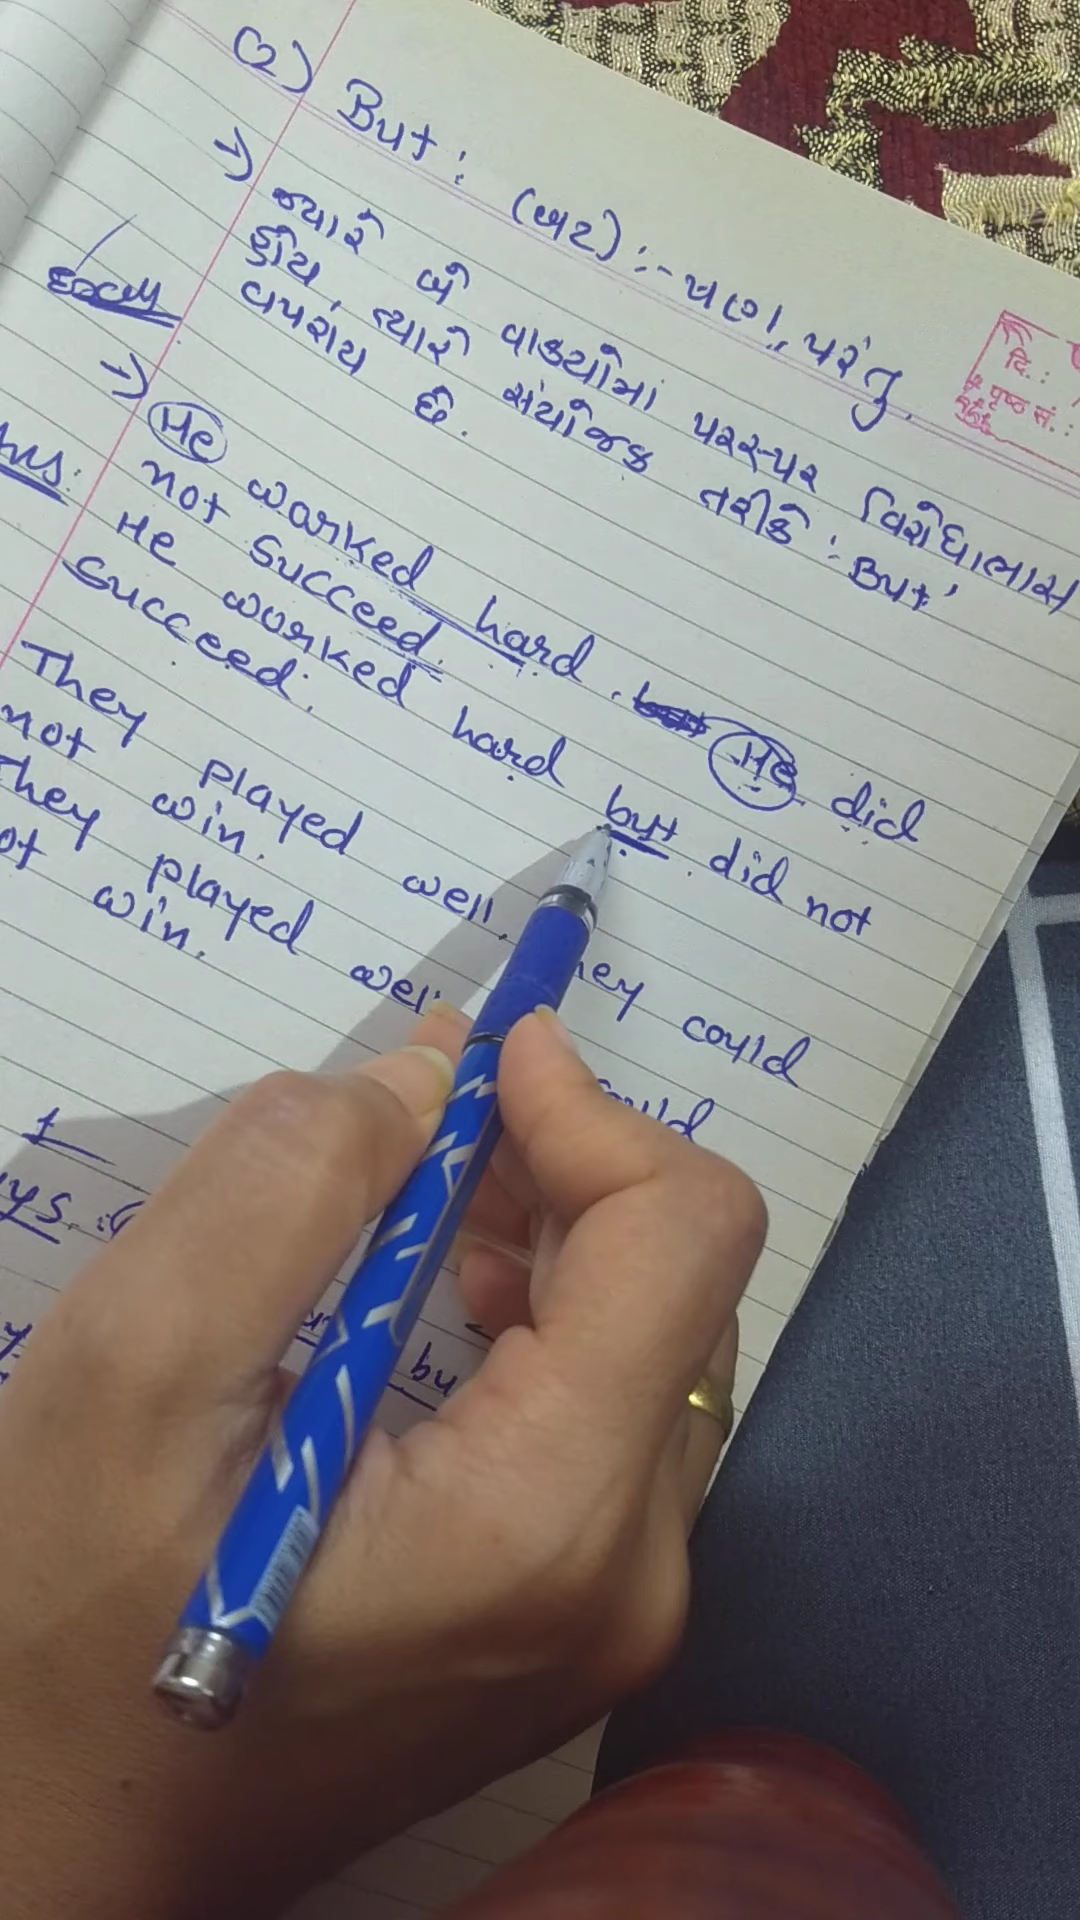 (2) But : (બટ) :- પણ, પરંતુ.
→ જ્યારે બે વાક્યોમાં પરસ્પર વિરોધાભાસ
હોય, ત્યારે સંયોજક તરીકે 'But'
વપરાય છે.
दि.:
पृष्ठ सं.:
Exam
→ He worked hard. He did
not succeed.
Ans: He worked hard but did not
succeed.
They played well. They could
not win.
They played well could
not win.